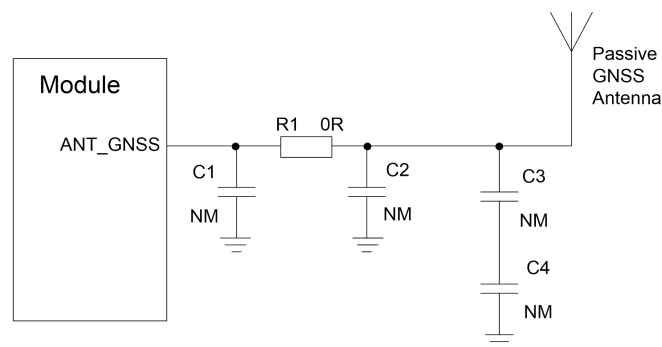 Passive
GNSS
Antenna
Module
R1 0R
ANT_GNSS
C1
C2
C3
NM
NM
NM
C4
NM